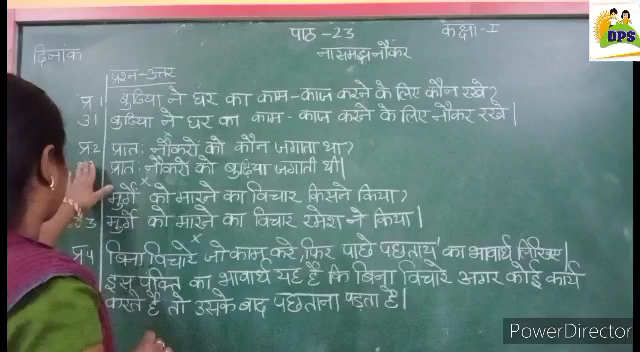 पाठ -23 कक्षा-I
दिनांक नासमझ नौकर
प्रश्न-उत्तर
प्र1 बुढ़िया ने घर का काम-काज करने के लिए कौन रखे?
उ1 बुढ़िया ने घर का काम-काज करने के लिए नौकर रखे|
प्र2 प्रातः नौकरों को कौन जगाता था?
प्रातः नौकरों को बुढ़िया जगाती थी|
मुर्गे को मारने का विचार किसने किया?
3 मुर्गे को मारने का विचार रमेश ने किया|
प्र4 बिना विचारे जो काम करे, फिर पाछे पछताय' का भावार्थ लिखिए|
इस पंक्ति का भावार्थ यह है कि बिना विचारे अगर कोई कार्य
करते हैं तो उसके बाद पछताना पड़ता है|
DPS
PowerDirector